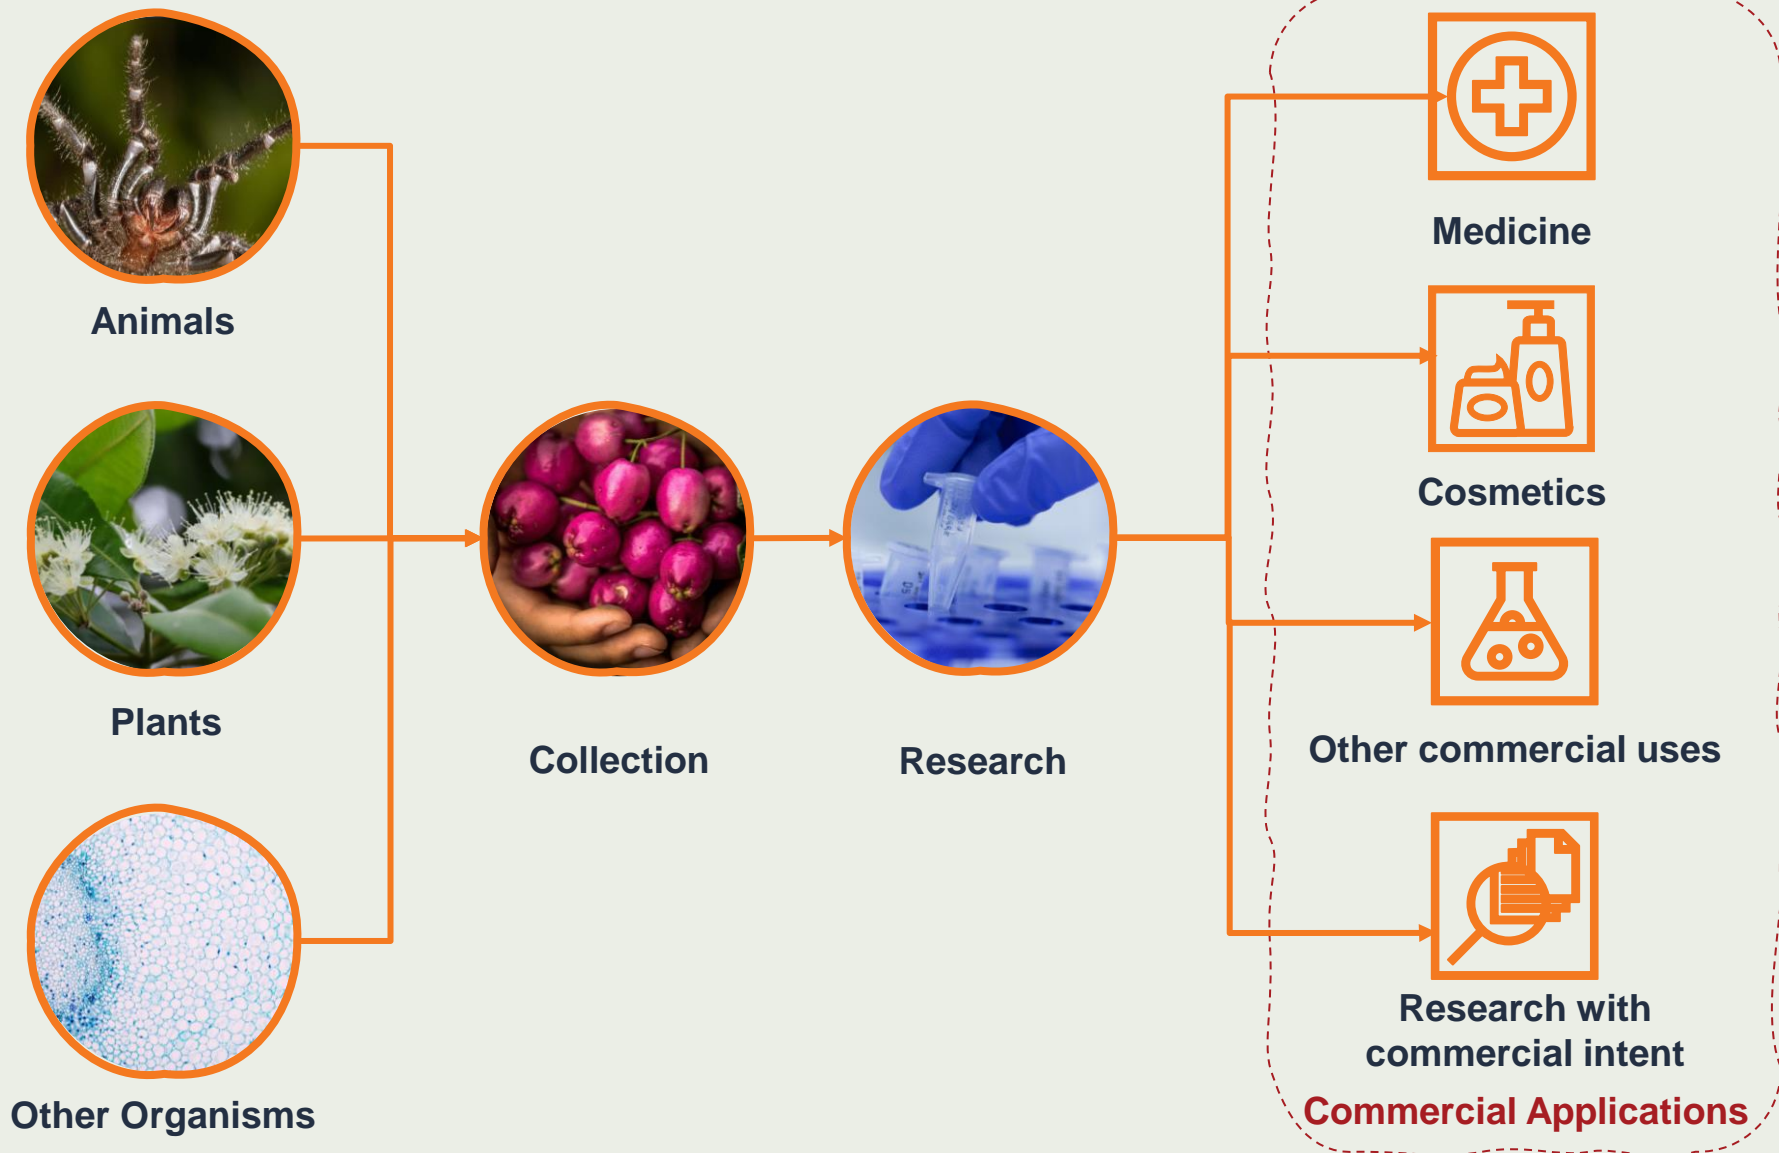 Animals
Plants
Other Organisms
Collection
Research
Medicine
Cosmetics
Other commercial uses
Research with
commercial intent
Commercial Applications